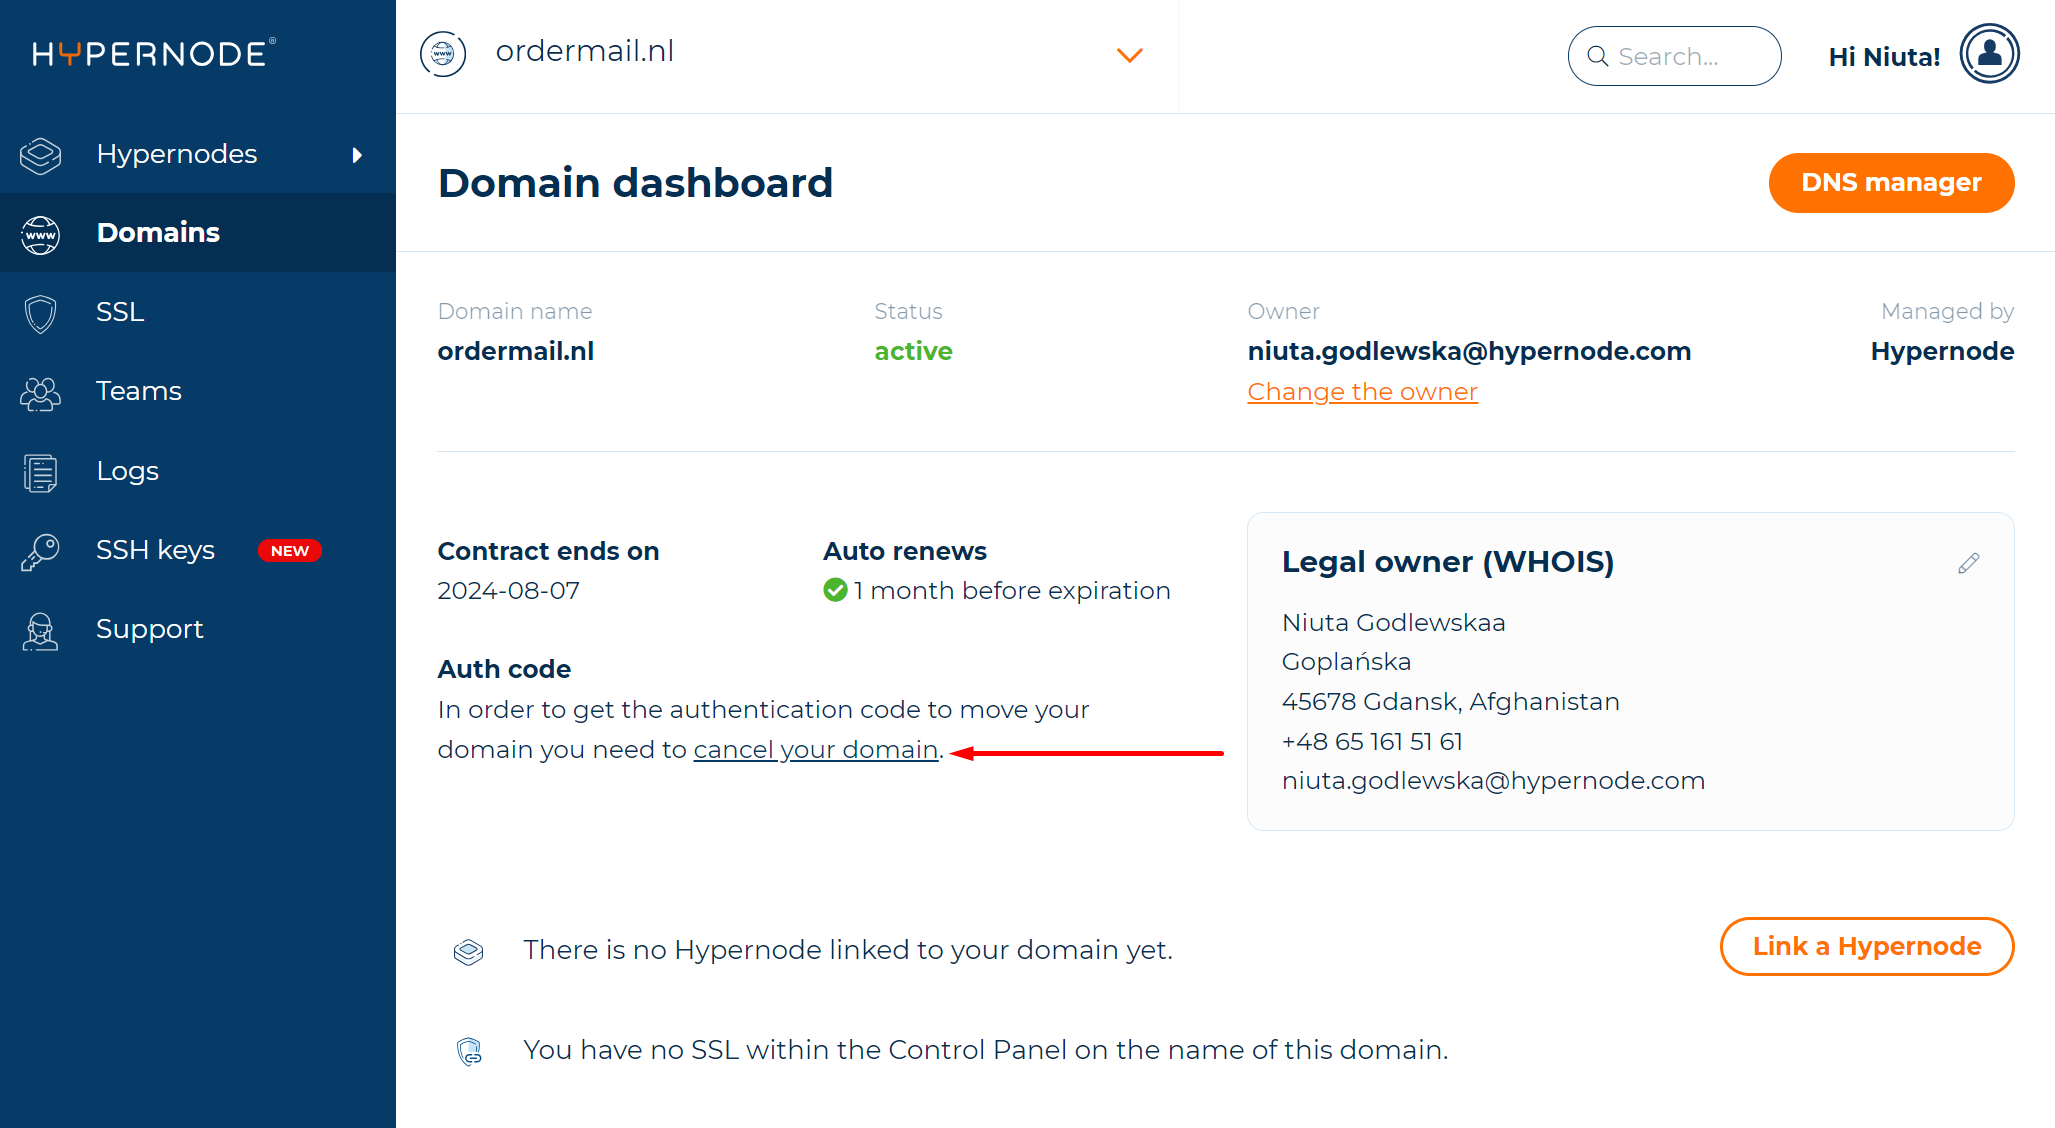 HYPERNODE®
ordermail.nl
Search...
Hi Niuta!
Hypernodes
Domains
SSL
Teams
Logs
SSH keys NEW
Support
Domain dashboard
DNS manager
Domain name
ordermail.nl
Status
active
Owner
niuta.godlewska@hypernode.com
Change the owner
Managed by
Hypernode
Contract ends on
2024-08-07
Auto renews
1 month before expiration
Auth code
In order to get the authentication code to move your
domain you need to cancel your domain.
Legal owner (WHOIS)
Niuta Godlewskaa
Goplańska
45678 Gdansk, Afghanistan
+48 65 161 51 61
niuta.godlewska@hypernode.com
There is no Hypernode linked to your domain yet.
Link a Hypernode
You have no SSL within the Control Panel on the name of this domain.